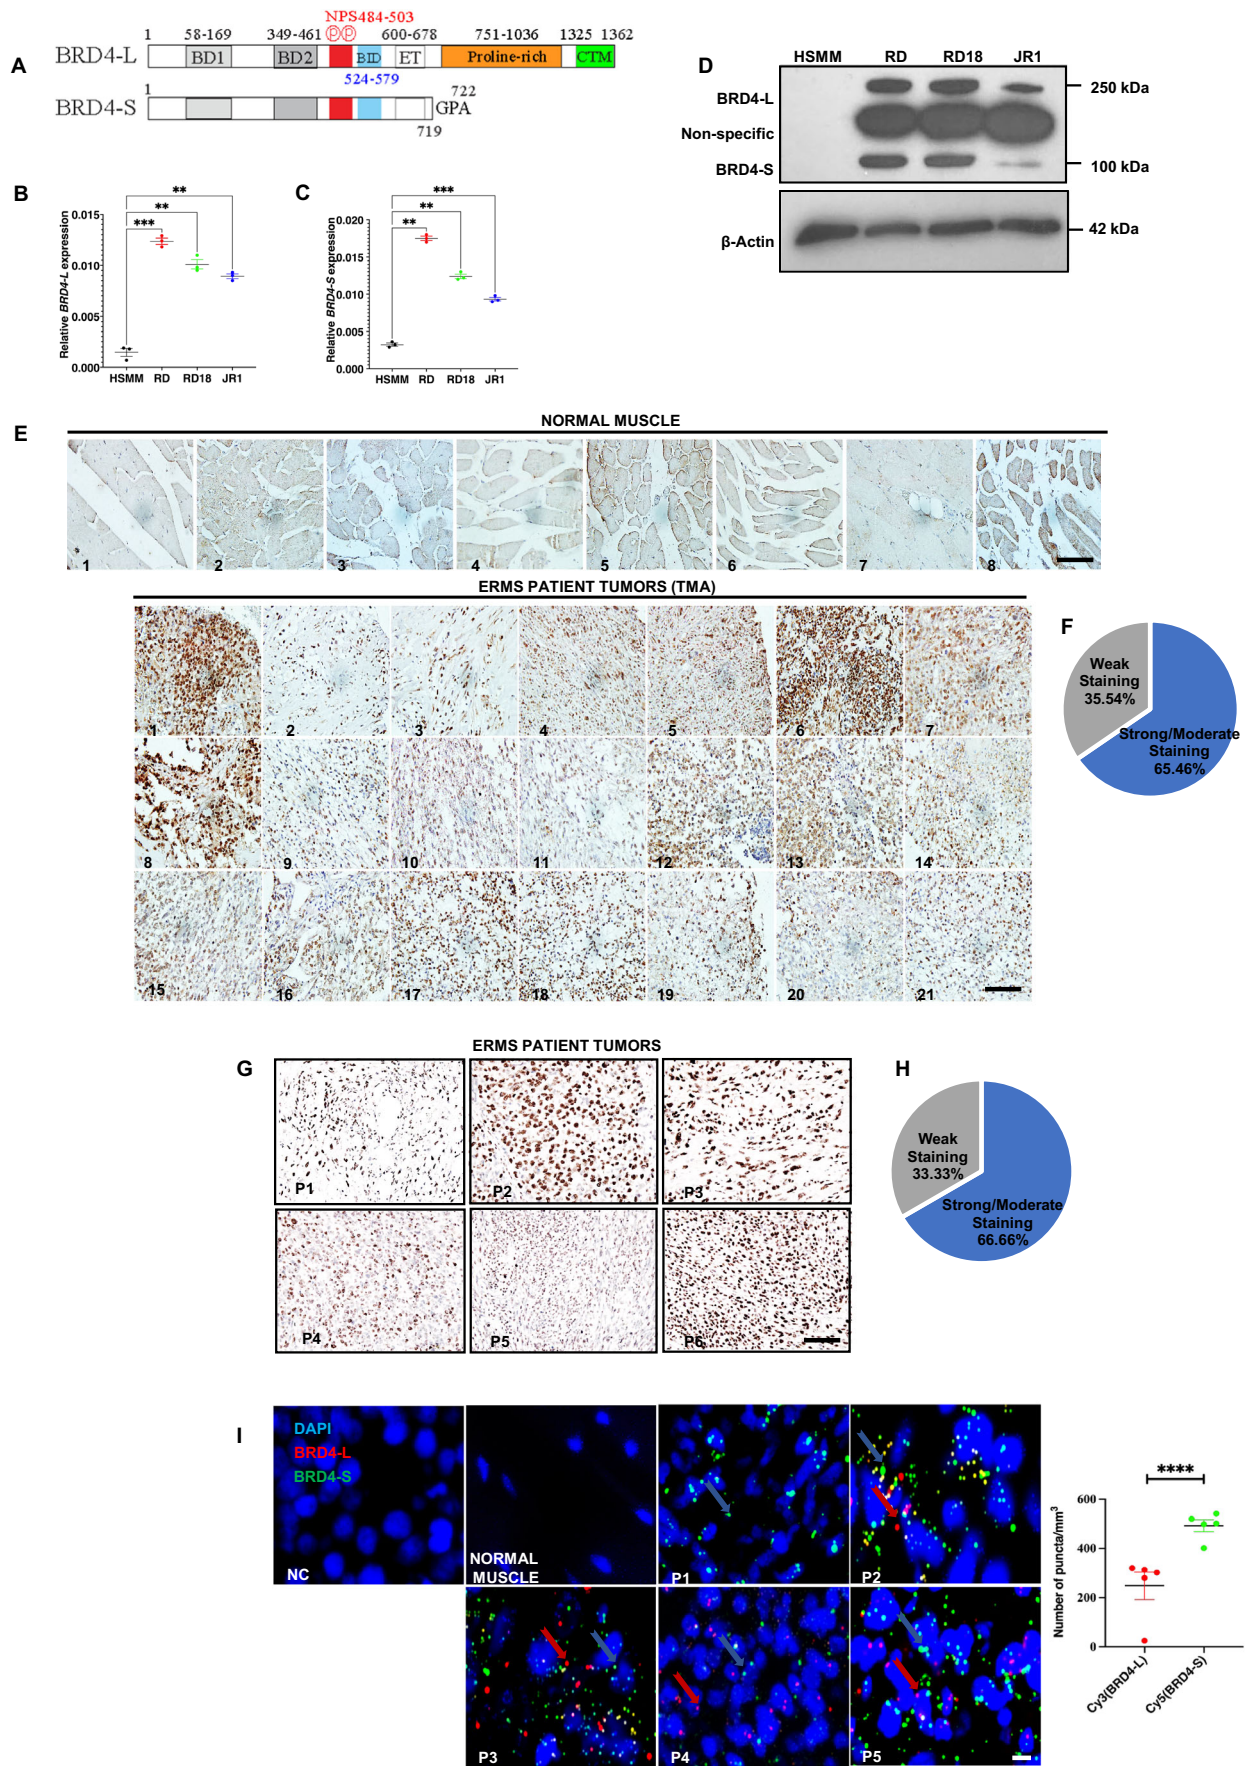 A
NPS484-503
1 58-169 349-461 PP 600-678 751-1036 1325 1362
BRD4-L BD1 BD2 BID ET Proline-rich CTM
524-579
1 722
BRD4-S GPA
719
B
** 
**
***
Relative BRD4-L expression
0.015
0.010
0.005
0.000
HSMM RD RD18 JR1
C
***
**
**
Relative BRD4-S expression
0.020
0.015
0.010
0.005
0.000
HSMM RD RD18 JR1
D
HSMM RD RD18 JR1
BRD4-L 250 kDa
Non-specific
BRD4-S 100 kDa
β-Actin 42 kDa
E
NORMAL MUSCLE
1 2 3 4 5 6 7 8
ERMS PATIENT TUMORS (TMA)
1 2 3 4 5 6 7
8 9 10 11 12 13 14
15 16 17 18 19 20 21
F
Weak
Staining
35.54%
Strong/Moderate
Staining
65.46%
G
ERMS PATIENT TUMORS
P1 P2 P3
P4 P5 P6
H
Weak
Staining
33.33%
Strong/Moderate
Staining
66.66%
I
DAPI
BRD4-L
BRD4-S
NC
NORMAL
MUSCLE
P1 P2
P3 P4 P5
****
Number of puncta/mm3
600
400
200
0
Cy3(BRD4-L) Cy5(BRD4-S)